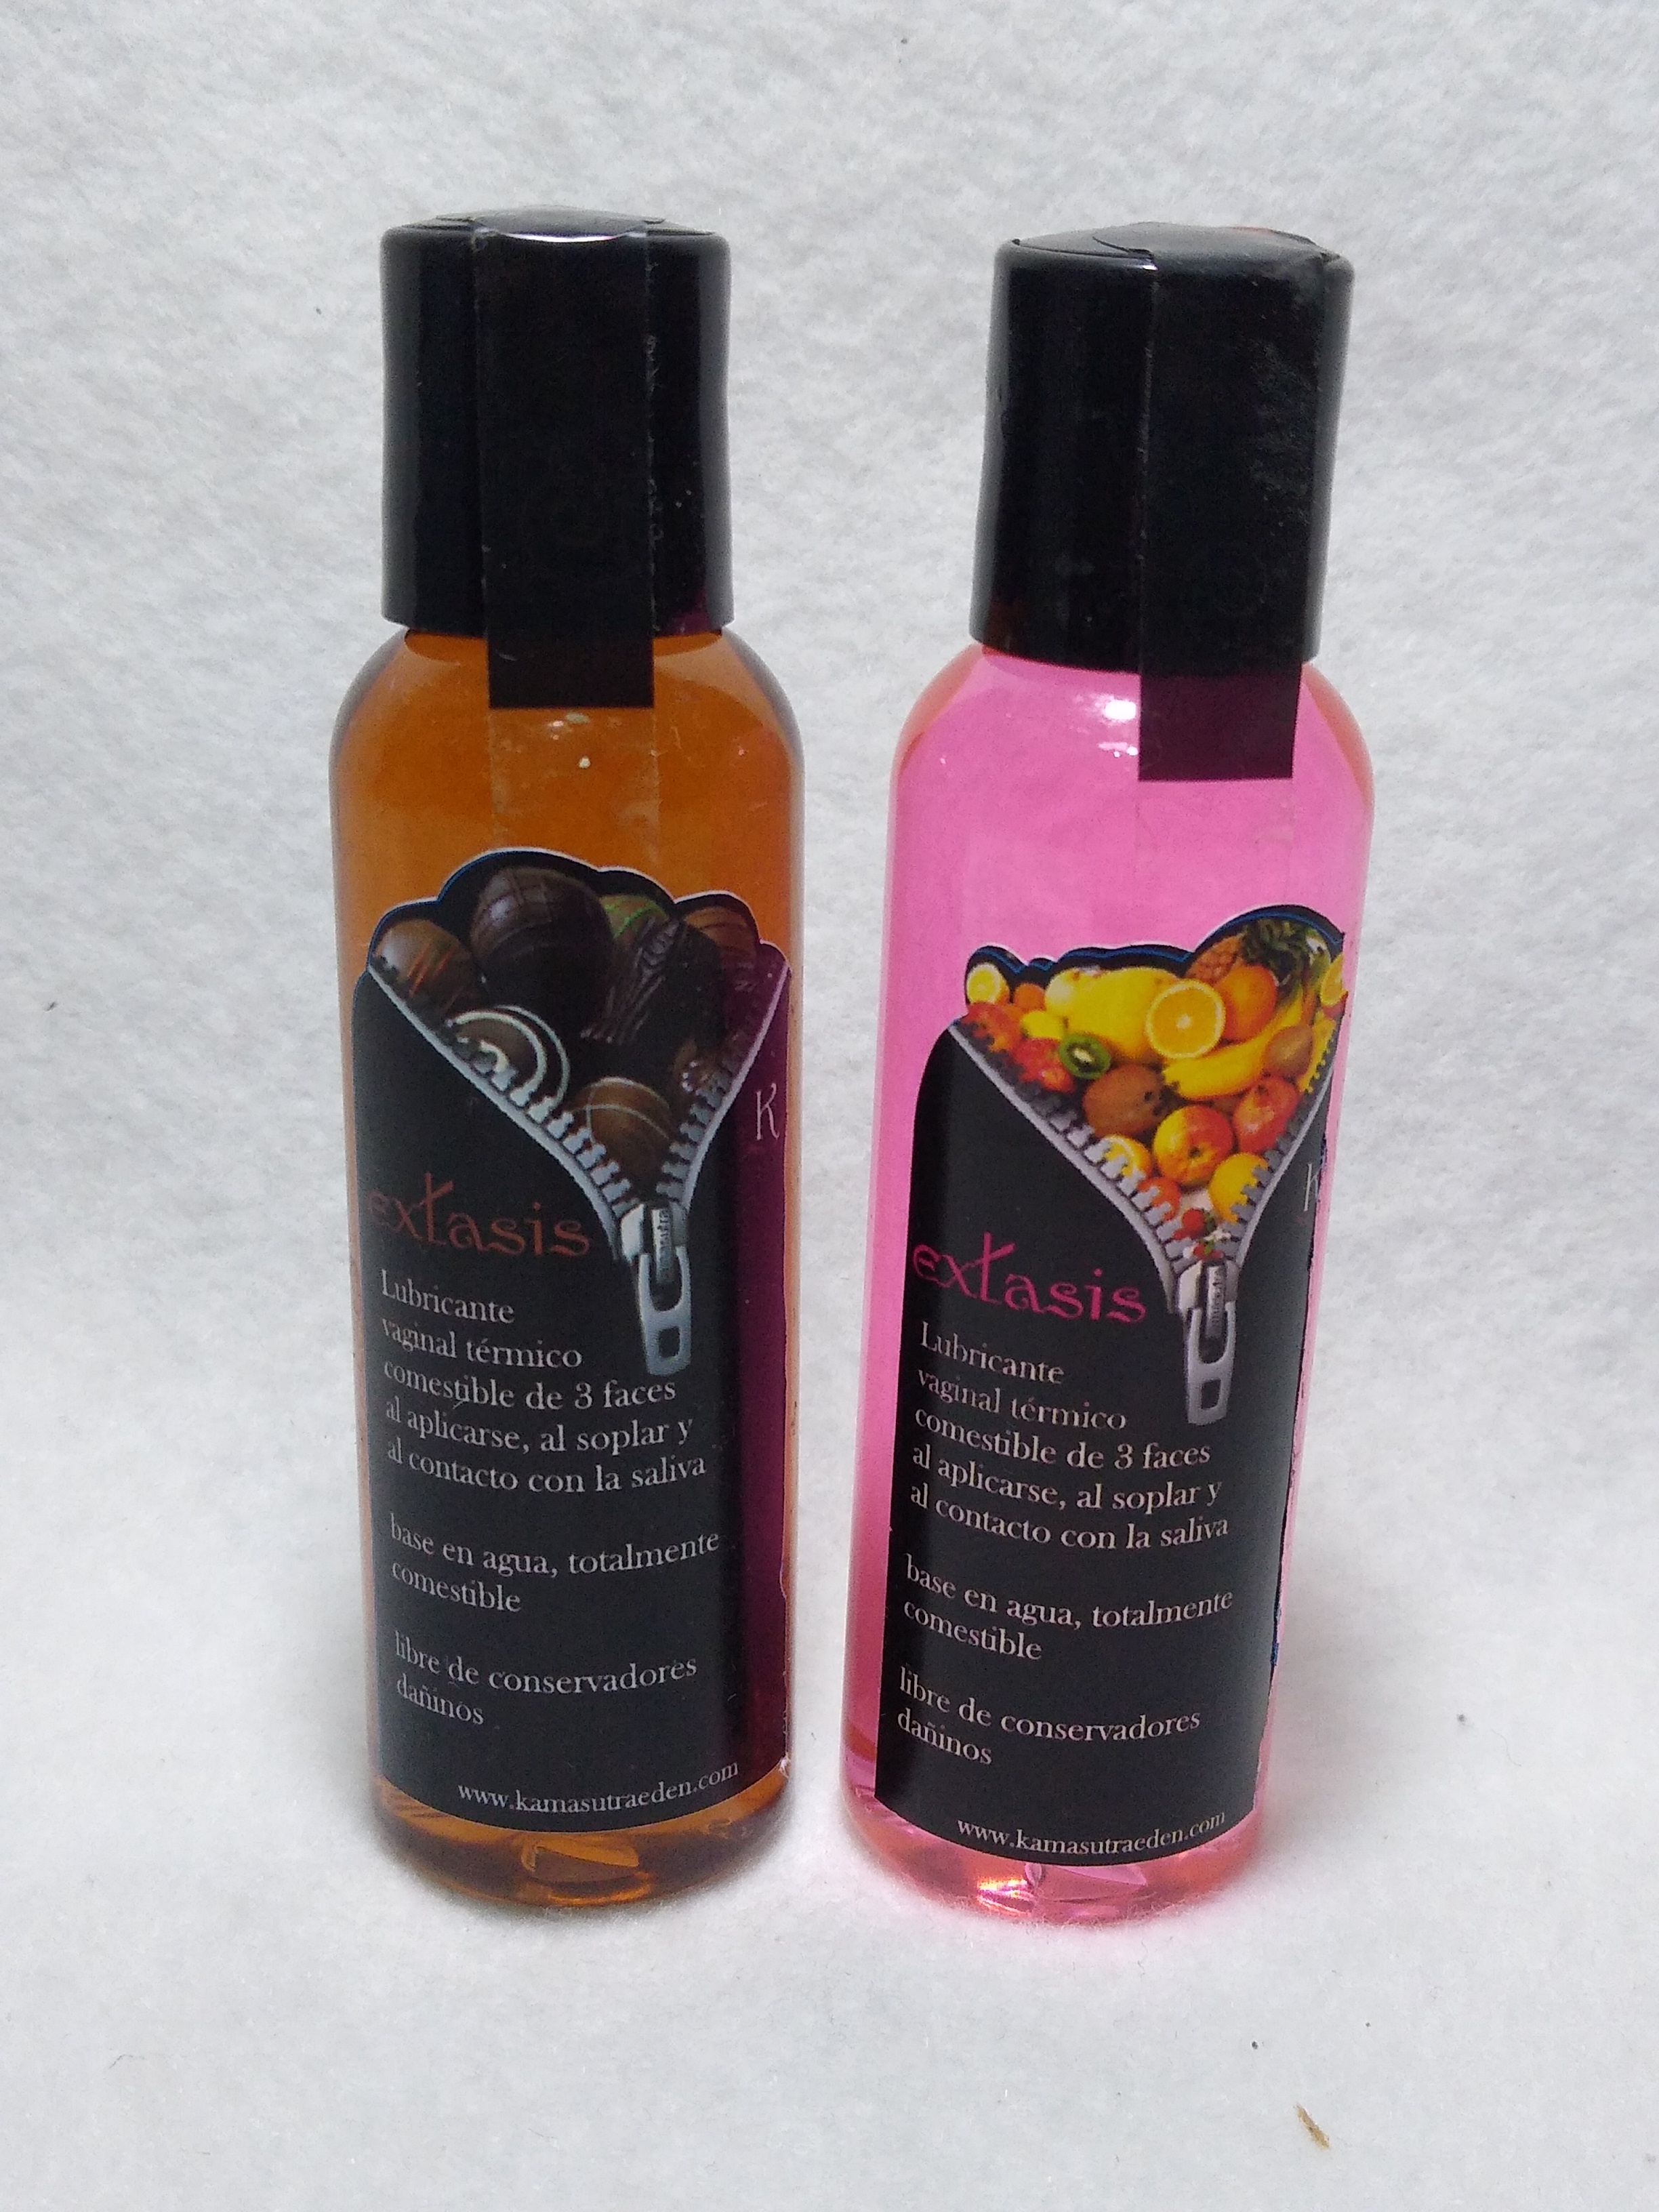 K
extasis
Lubricante
vaginal térmico
comestible de 3 faces
al aplicarse, al soplar y
al contacto con la saliva
base en agua, totalmente
comestible
libre de conservadores
dañinos
www.kamasutraeden.com
K
extasis
Lubricante
vaginal térmico
comestible de 3 faces
al aplicarse, al soplar y
al contacto con la saliva
base en agua, totalmente
comestible
libre de conservadores
dañinos
www.kamasutraeden.com